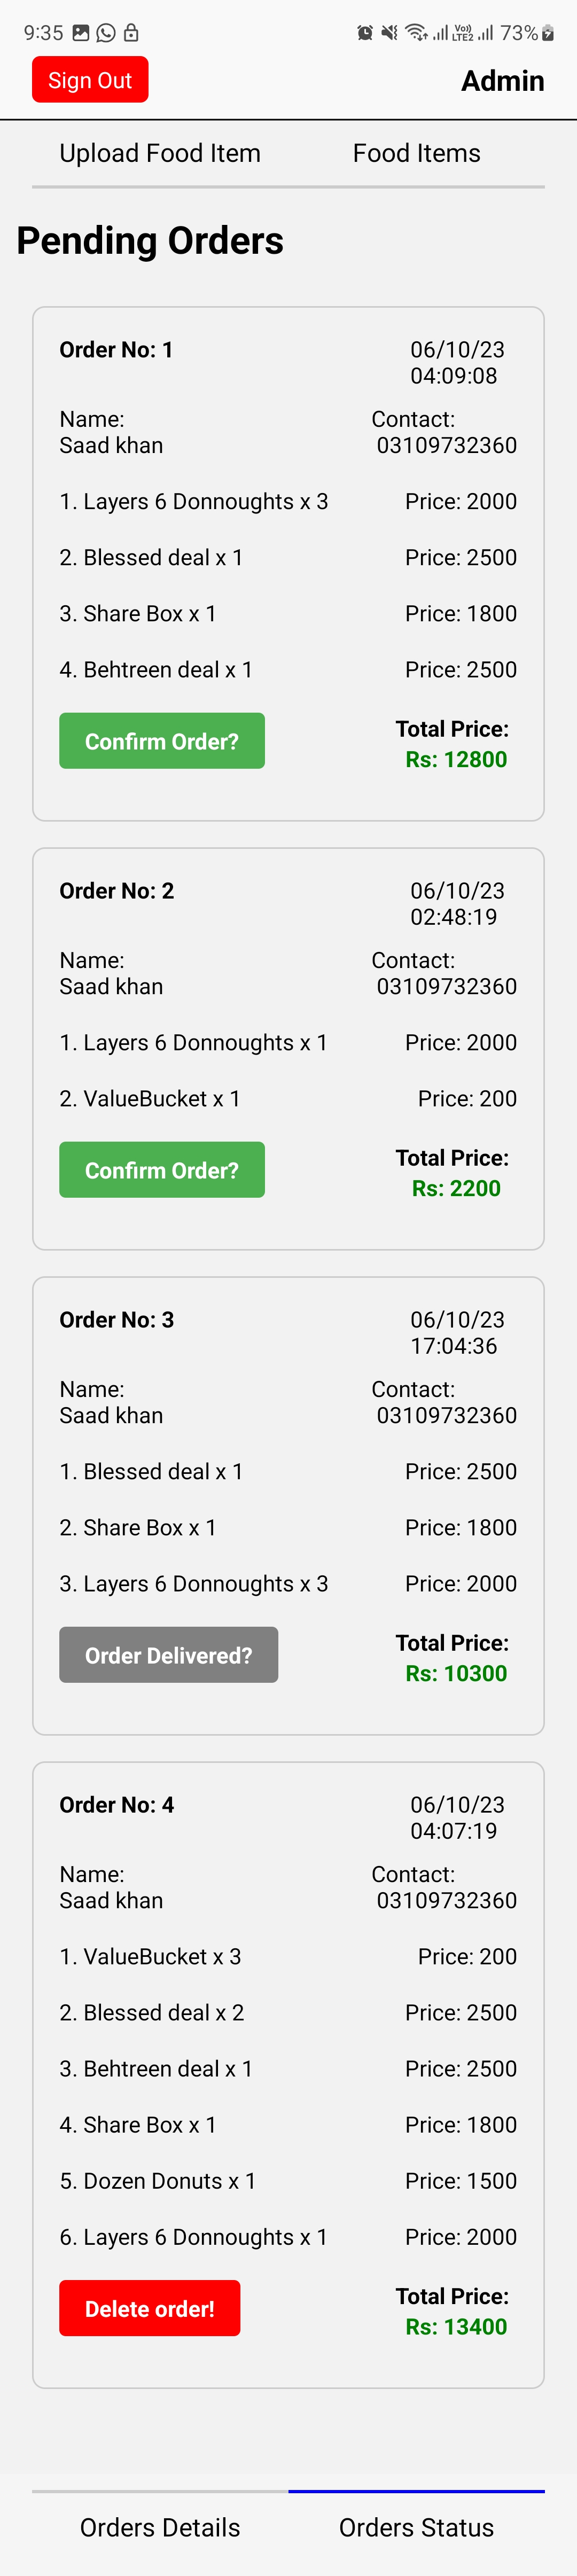 9:35 Vo)) LTE2 73%
Sign Out Admin
Upload Food Item Food Items
Pending Orders
Order No: 1 06/10/23
04:09:08
Name: Contact:
Saad khan 03109732360
1. Layers 6 Donnoughts x 3 Price: 2000
2. Blessed deal x 1 Price: 2500
3. Share Box x 1 Price: 1800
4. Behtreen deal x 1 Price: 2500
Confirm Order? Total Price:
Rs: 12800
Order No: 2 06/10/23
02:48:19
Name: Contact:
Saad khan 03109732360
1. Layers 6 Donnoughts x 1 Price: 2000
2. ValueBucket x 1 Price: 200
Confirm Order? Total Price:
Rs: 2200
Order No: 3 06/10/23
17:04:36
Name: Contact:
Saad khan 03109732360
1. Blessed deal x 1 Price: 2500
2. Share Box x 1 Price: 1800
3. Layers 6 Donnoughts x 3 Price: 2000
Order Delivered? Total Price:
Rs: 10300
Order No: 4 06/10/23
04:07:19
Name: Contact:
Saad khan 03109732360
1. ValueBucket x 3 Price: 200
2. Blessed deal x 2 Price: 2500
3. Behtreen deal x 1 Price: 2500
4. Share Box x 1 Price: 1800
5. Dozen Donuts x 1 Price: 1500
6. Layers 6 Donnoughts x 1 Price: 2000
Delete order! Total Price:
Rs: 13400
Orders Details Orders Status